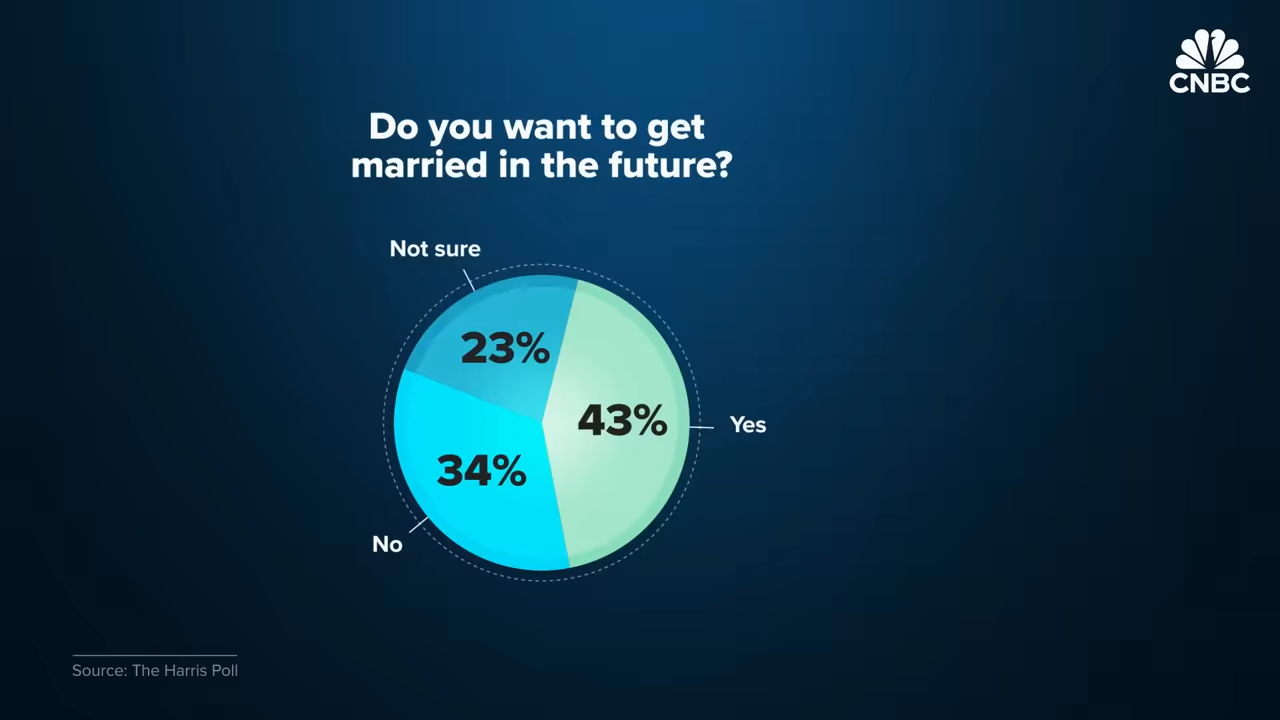 CNBC
Do you want to get
married in the future?
Not sure
23%
43%
Yes
34%
No
Source: The Harris Poll